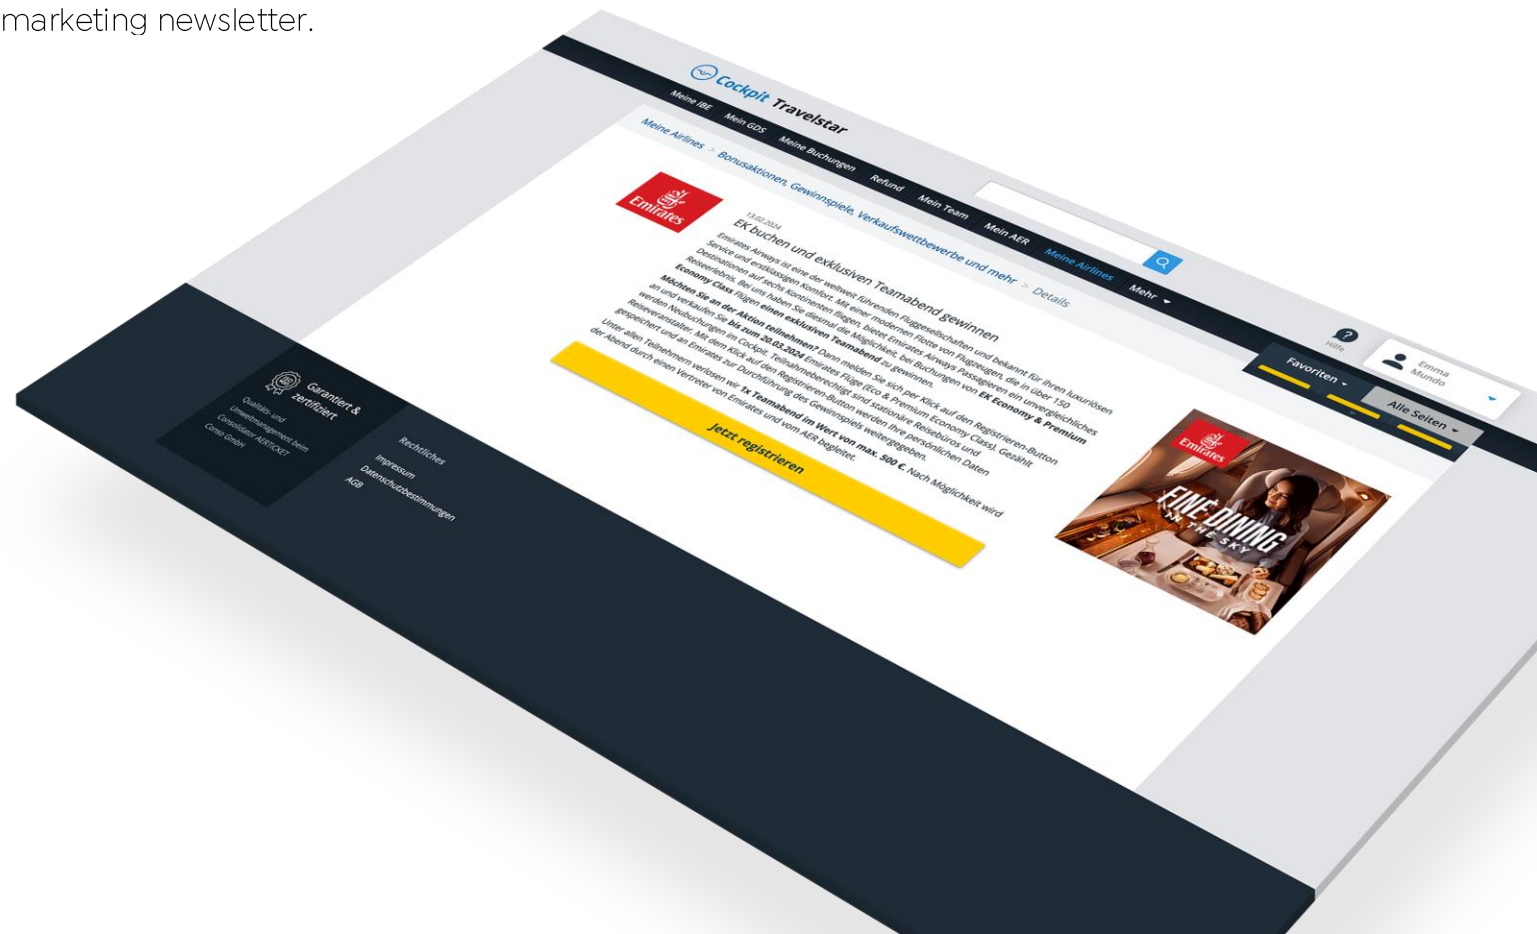 marketing newsletter.
Cockpit Travelstar
Meine IBE
Mein GDS
Meine Buchungen
Refund
Mein Team
Mein AER
Meine Airlines
Mehr
Hilfe
Emma
Mundo
Favoriten
Alle Seiten
Meine Airlines > Bonusaktionen, Gewinnspiele, Verkaufswettbewerbe und mehr > Details
Emirates
13.02.2024
EK buchen und exklusiven Teamabend gewinnen
Emirates Airways ist eine der weltweit führenden Fluggesellschaften und bekannt für ihren luxuriösen
Service und erstklassigen Komfort. Mit einer modernen Flotte von Flugzeugen, die in über 150
Destinationen auf sechs Kontinenten fliegen, bietet Emirates Airways Passagieren ein unvergleichliches
Reiseerlebnis. Bei uns haben Sie diesmal die Möglichkeit, bei Buchungen von EK Economy & Premium
Economy Class Flügen einen exklusiven Teamabend zu gewinnen.
Möchten Sie an der Aktion teilnehmen? Dann melden Sie sich per Klick auf den Registrieren-Button
an und verkaufen Sie bis zum 20.03.2024 Emirates Flüge (Eco & Premium Economy Class). Gezählt
werden Neubuchungen im Cockpit. Teilnahmeberechtigt sind stationäre Reisebüros und
Reiseveranstalter. Mit dem Klick auf den Registrieren-Button werden Ihre persönlichen Daten
gespeichert und an Emirates zur Durchführung des Gewinnspiels weitergegeben.
Unter allen Teilnehmern verlosen wir 1x Teamabend im Wert von max. 500 €. Nach Möglichkeit wird
der Abend durch einen Vertreter von Emirates und vom AER begleitet.
Jetzt registrieren
Emirates
FINE DINING
IN THE SKY
Garantiert &
zertifiziert
Qualitäts- und
Umweltmanagement beim
Consolidator AERTICKET
Conso GmbH
Rechtliches
Impressum
Datenschutzbestimmungen
AGB